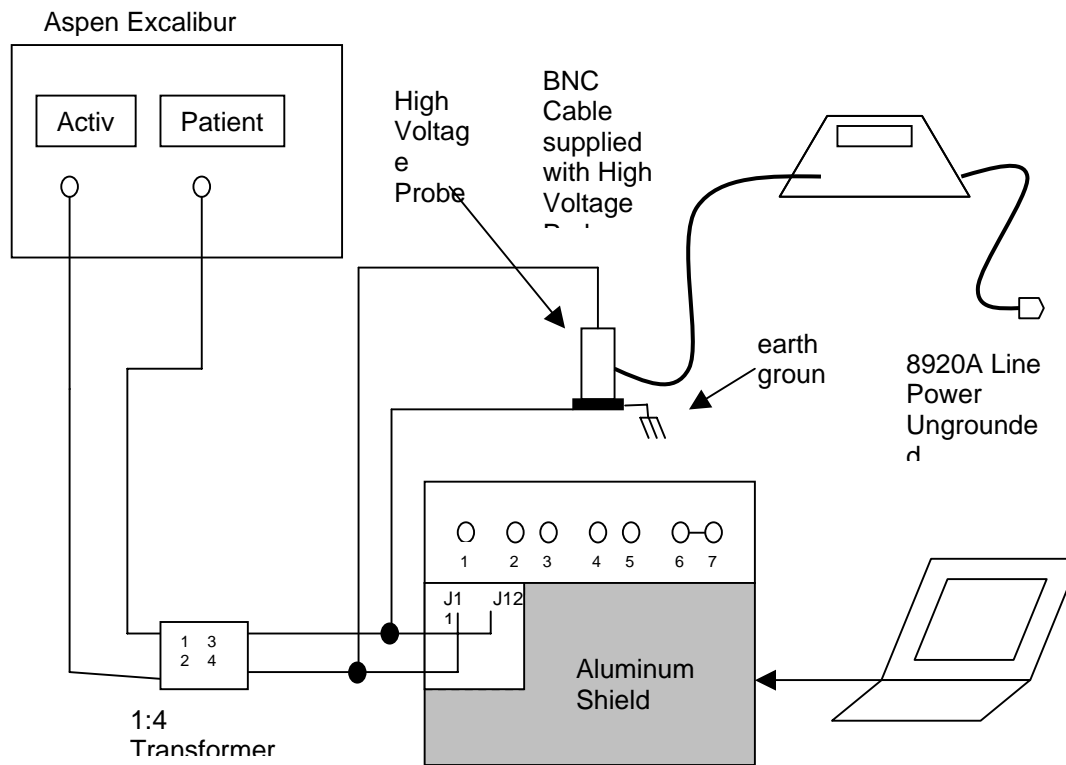 Aspen Excalibur
Activ
Patient
High
Voltag
e
Probe
BNC
Cable
supplied
with High
Voltage
earth
groun
8920A Line
Power
Ungrounde
d
1 2 3 4 5 6 7
J1
1
J12
1 3
2 4
Aluminum
Shield
1:4
Transformer